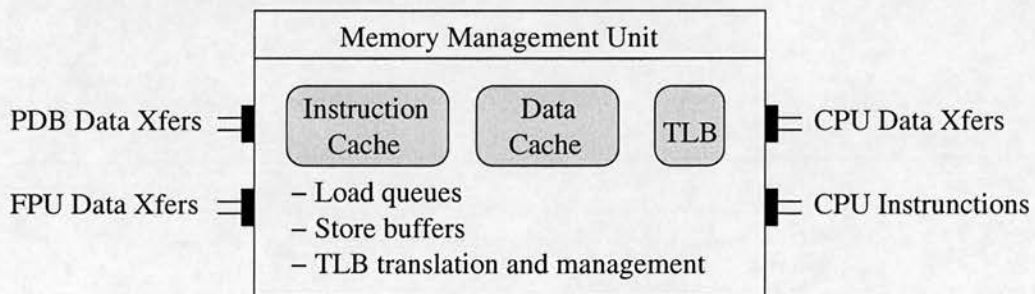 Memory Management Unit
PDB Data Xfers
FPU Data Xfers
Instruction
Cache
Data
Cache
TLB
– Load queues
– Store buffers
– TLB translation and management
CPU Data Xfers
CPU Instrunctions